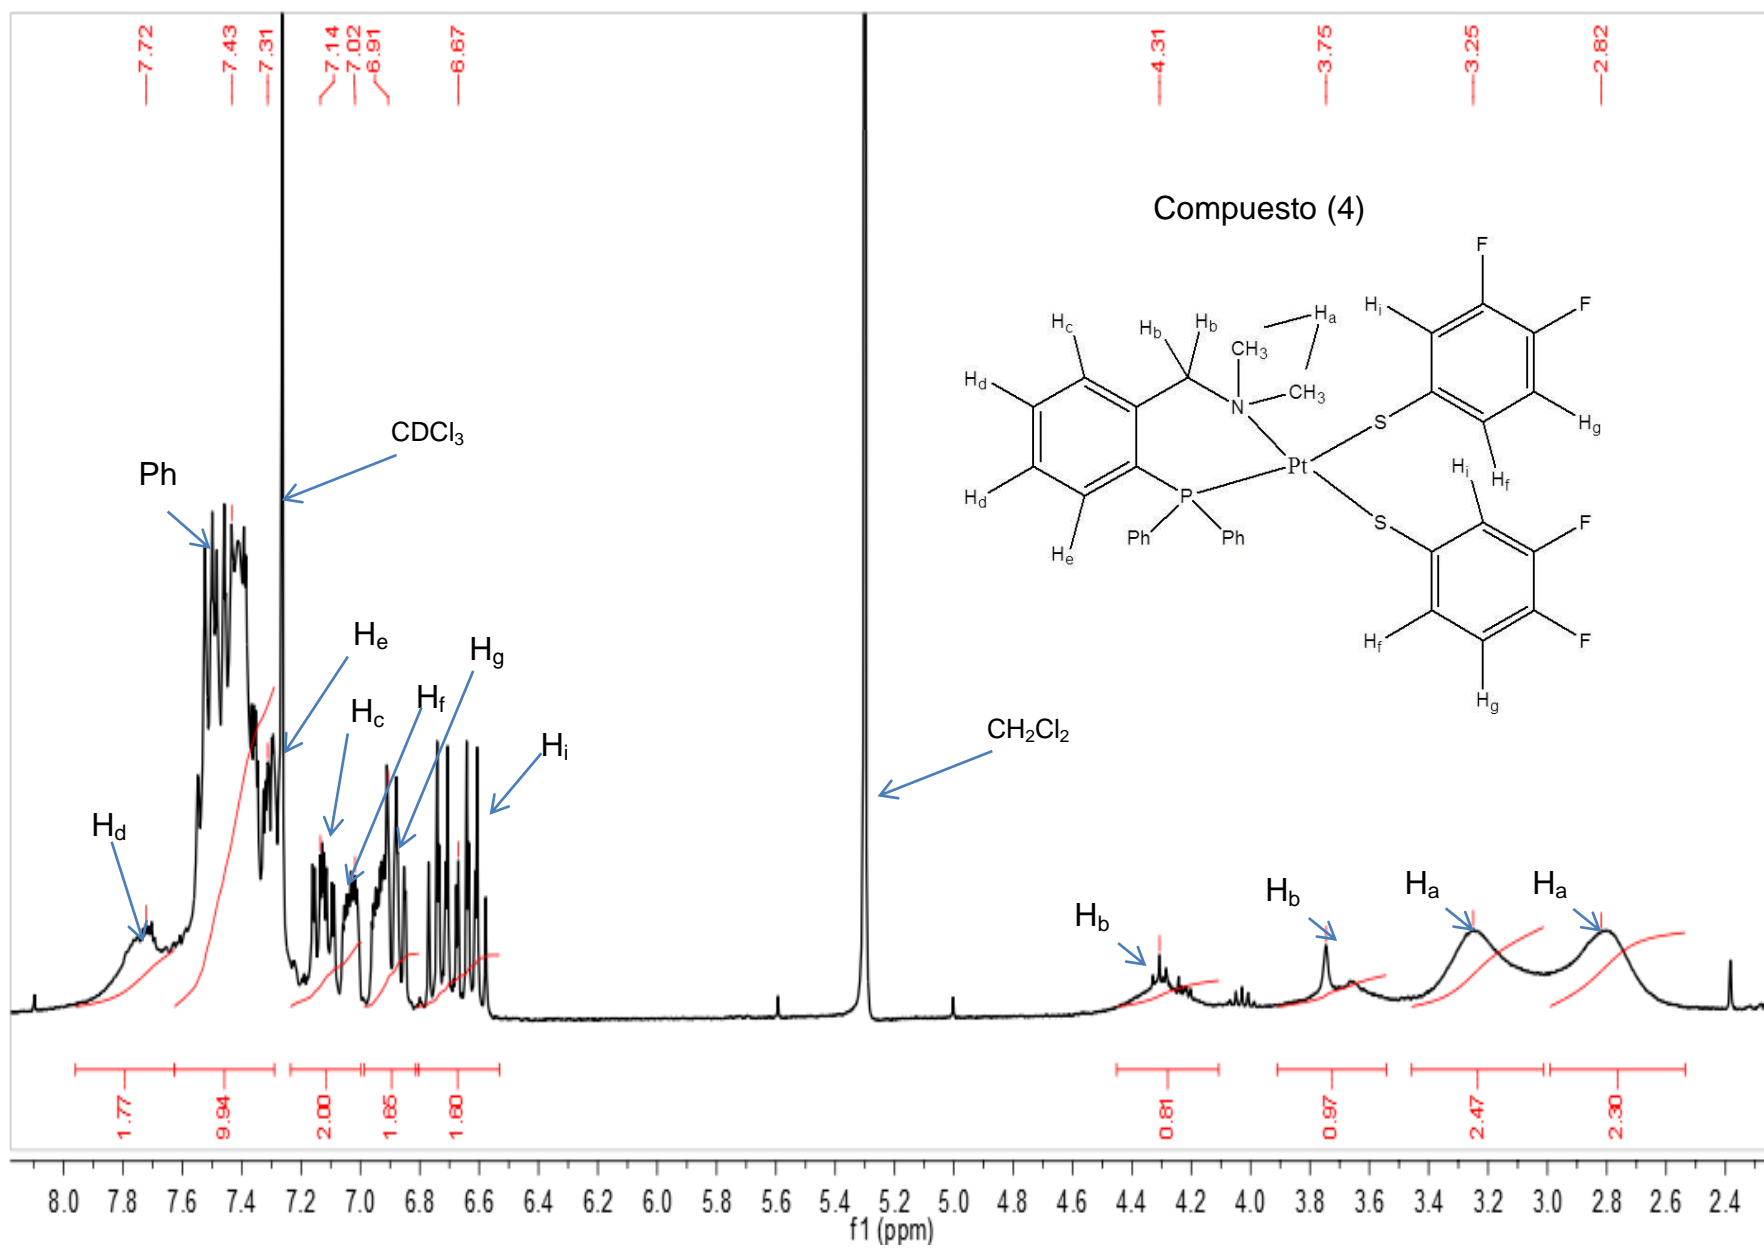 7.72
7.43
7.31
7.14
7.02
6.91
6.67
4.31
3.75
3.25
2.82
Compuesto (4)
F
F
Hi
Ha
Hc
Hb
Hb
CH3
CH3
Hd
N
S
Hg
Hf
Hd
P
Pt
Hi
Ph
Ph
He
S
F
F
Hf
Hg
CDCl3
Ph
He
Hg
Hf
Hc
Hi
CH2Cl2
Hd
Hb
Hb
Ha
Ha
1.77
9.94
2.00
1.65
1.60
0.81
0.97
2.47
2.30
8.0 7.8 7.6 7.4 7.2 7.0 6.8 6.6 6.4 6.2 6.0 5.8 5.6 5.4 5.2 5.0 4.8 4.6 4.4 4.2 4.0 3.8 3.6 3.4 3.2 3.0 2.8 2.6 2.4
f1 (ppm)